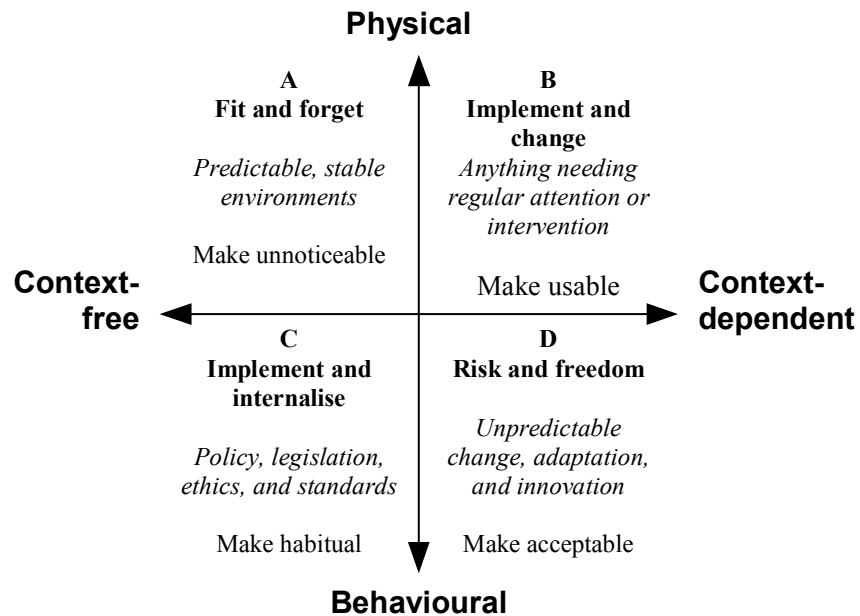 Physical
A
Fit and forget
Predictable, stable
environments
Make unnoticeable
B
Implement and
change
Anything needing
regular attention or
intervention
Make usable
Context-
free
Context-
dependent
C
Implement and
internalise
Policy, legislation,
ethics, and standards
Make habitual
D
Risk and freedom
Unpredictable
change, adaptation,
and innovation
Make acceptable
Behavioural